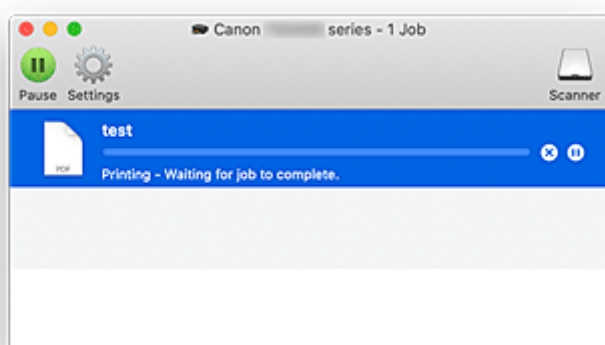 Canon series - 1 Job
Pause Settings Scanner
test
PDF
Printing - Waiting for job to complete.